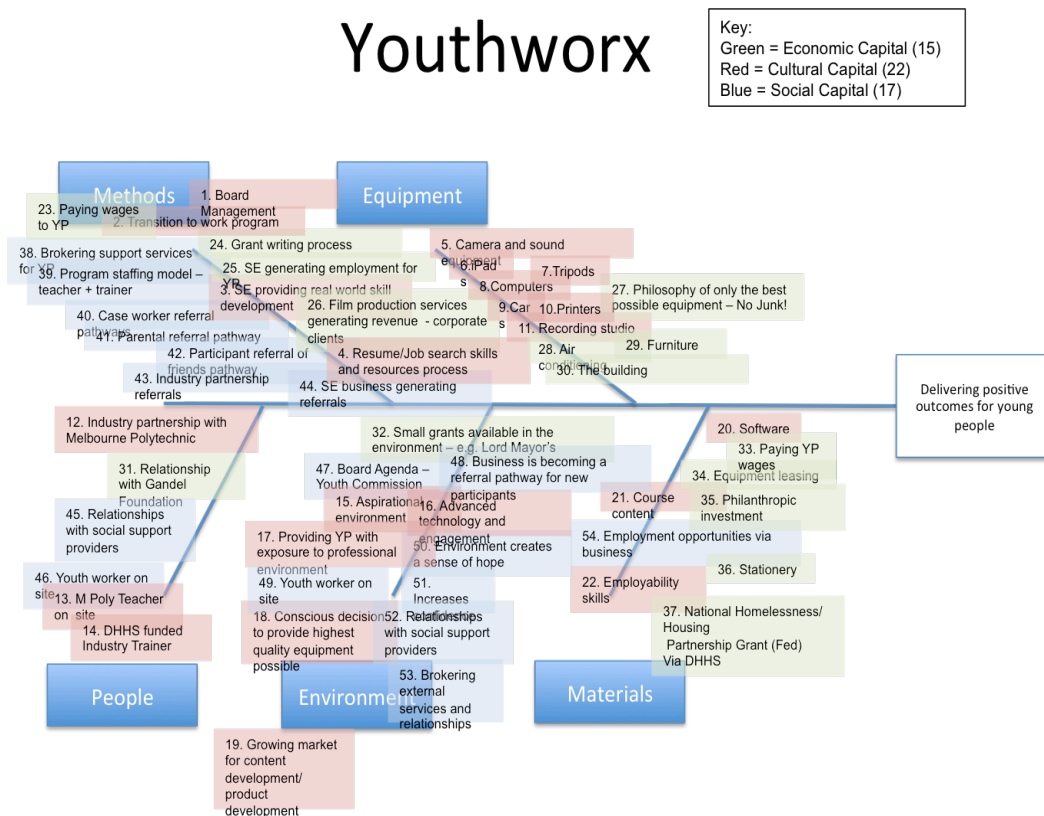 Youthworx
Key:
Green = Economic Capital (15)
Red = Cultural Capital (22)
Blue = Social Capital (17)
Methods
Equipment
1. Board
Management
23. Paying wages
to YP
2. Transition to work program
38. Brokering support services
for YP
39. Program staffing model –
teacher + trainer
24. Grant writing process
25. SE generating employment for
YP
3. SE providing real world skill
development
26. Film production services
generating revenue  - corporate
clients
40. Case worker referral
pathways
41. Parental referral pathway
42. Participant referral of
friends pathway
4. Resume/Job search skills
and resources process
43. Industry partnership
referrals
44. SE business generating
referrals
5. Camera and sound
equipment
6.iPad
s
7.Tripods
8.Computers
9.Car
s
10.Printers
11. Recording studio
27. Philosophy of only the best
possible equipment – No Junk!
28. Air
conditioning
29. Furniture
30. The building
Delivering positive
outcomes for young
people
12. Industry partnership with
Melbourne Polytechnic
31. Relationship
with Gandel
Foundation
45. Relationships
with social support
providers
46. Youth worker on
site
13. M Poly Teacher
on  site
14. DHHS funded
Industry Trainer
32. Small grants available in the
environment – e.g. Lord Mayor's
47. Board Agenda –
Youth Commission
48. Business is becoming a
referral pathway for new
participants
15. Aspirational
environment
16. Advanced
technology and
engagement
17. Providing YP with
exposure to professional
environment
50. Environment creates
a sense of hope
49. Youth worker on
site
51.
Increases
18. Conscious decision
to provide highest
quality equipment
possible
52. Relationships
with social support
providers
53. Brokering
external
services and
relationships
19. Growing market
for content
development/
product
development
20. Software
33. Paying YP
wages
34. Equipment leasing
21. Course
content
35. Philanthropic
investment
54. Employment opportunities via
business
36. Stationery
22. Employability
skills
37. National Homelessness/
Housing
Partnership Grant (Fed)
Via DHHS
People
Environment
Materials